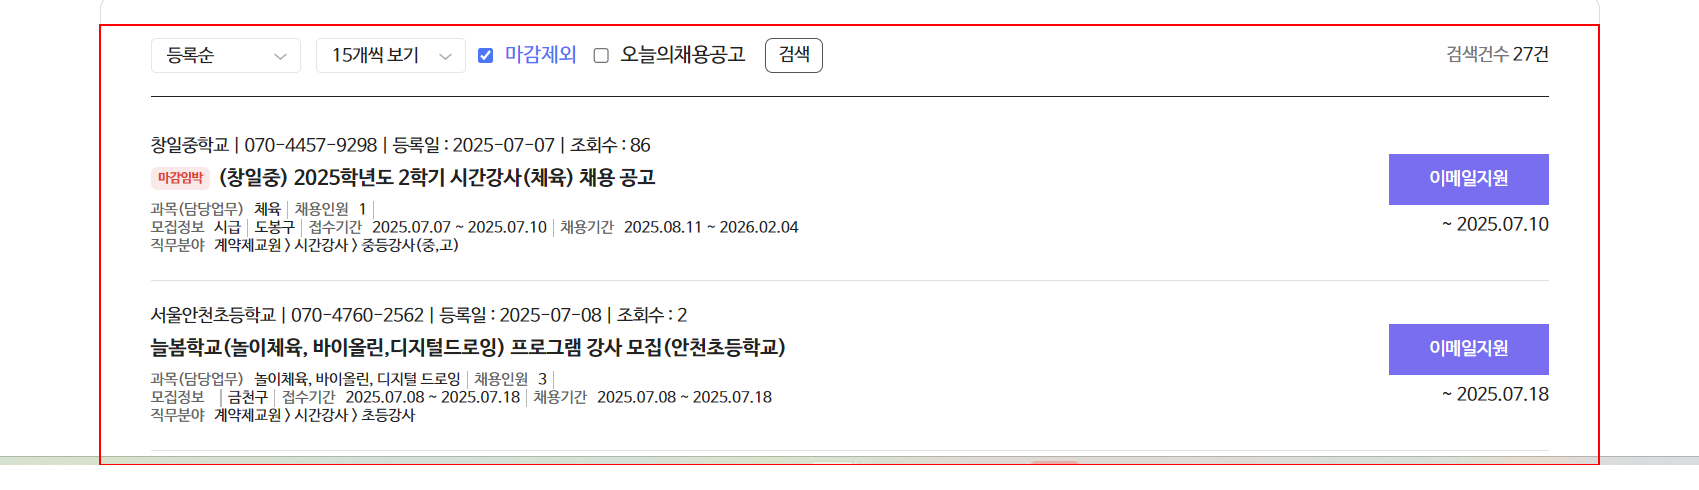 등록순 15개씩 보기 마감제외 오늘의채용공고 검색 검색건수 27건
창일중학교 | 070-4457-9298 | 등록일 : 2025-07-07 | 조회수 : 86
마감임박 (창일중) 2025학년도 2학기 시간강사(체육) 채용 공고
이메일지원
과목(담당업무) 체육 | 채용인원 1 |
모집정보 시급 | 도봉구 | 접수기간 2025.07.07 ~ 2025.07.10 | 채용기간 2025.08.11 ~ 2026.02.04
~ 2025.07.10
직무분야 계약제교원 > 시간강사 > 중등강사(중,고)
서울안천초등학교 | 070-4760-2562 | 등록일 : 2025-07-08 | 조회수 : 2
늘봄학교(놀이체육, 바이올린,디지털드로잉) 프로그램 강사 모집(안천초등학교)
이메일지원
과목(담당업무) 놀이체육, 바이올린, 디지털 드로잉 | 채용인원 3 |
모집정보 | 금천구 | 접수기간 2025.07.08 ~ 2025.07.18 | 채용기간 2025.07.08 ~ 2025.07.18
~ 2025.07.18
직무분야 계약제교원 > 시간강사 > 초등강사